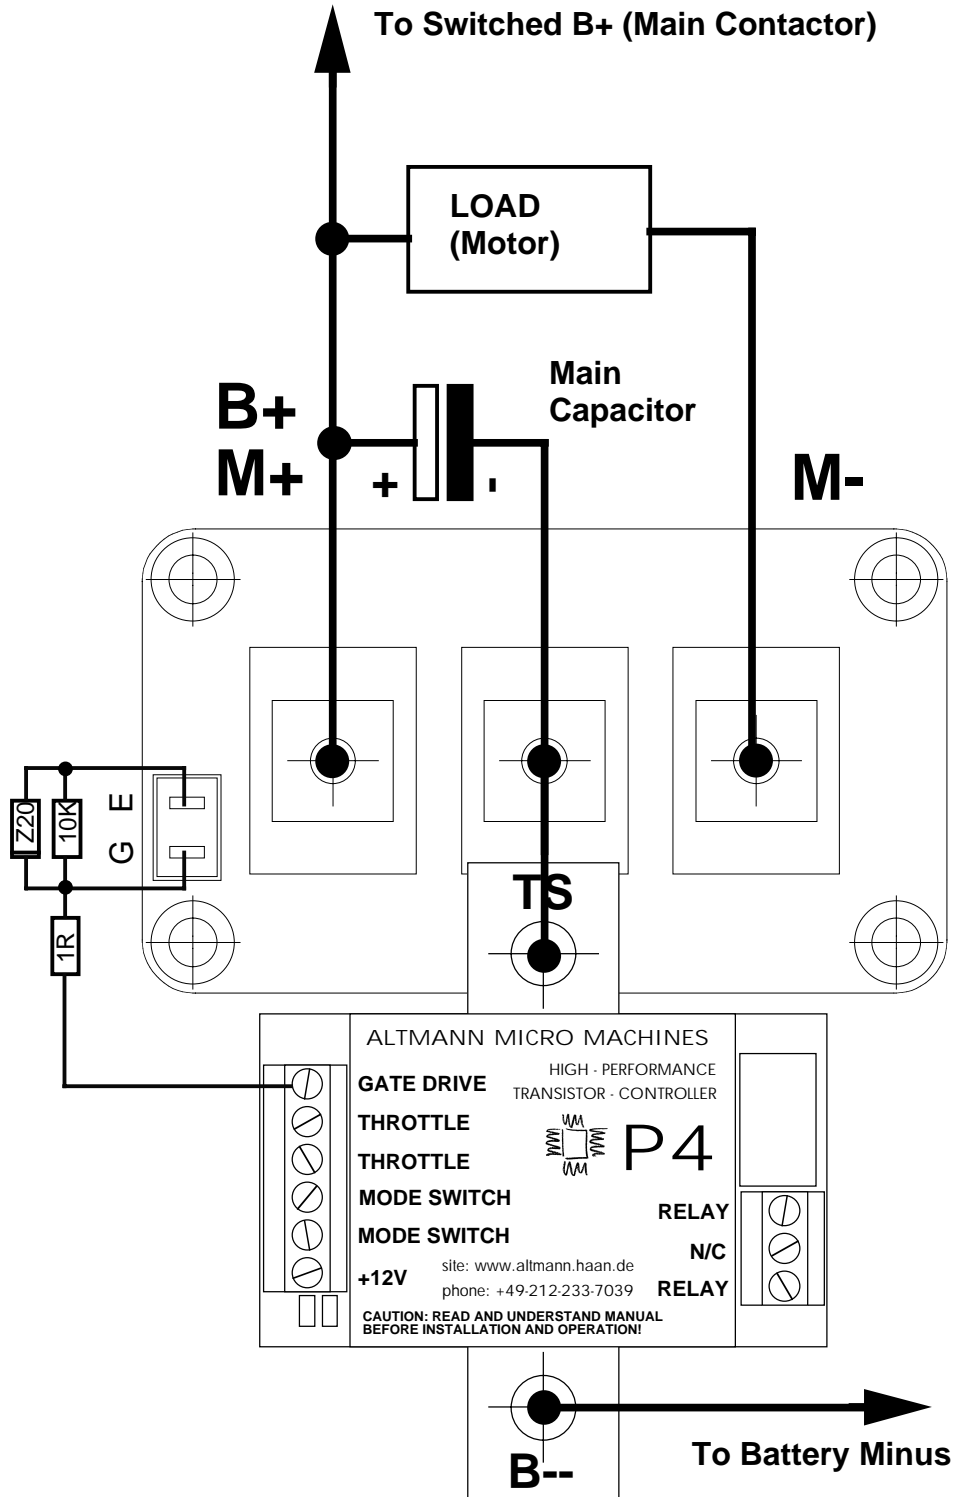 To Switched B+ (Main Contactor)
LOAD
(Motor)
Main
Capacitor
B+
M+
+
-
M-
Z20
10K
E
G
1R
TS
ALTMANN MICRO MACHINES
HIGH - PERFORMANCE
TRANSISTOR - CONTROLLER
P4
GATE DRIVE
THROTTLE
THROTTLE
MODE SWITCH
MODE SWITCH
+12V
RELAY
N/C
RELAY
site: www.altmann.haan.de
phone: +49-212-233-7039
CAUTION: READ AND UNDERSTAND MANUAL
BEFORE INSTALLATION AND OPERATION!
To Battery Minus
B--